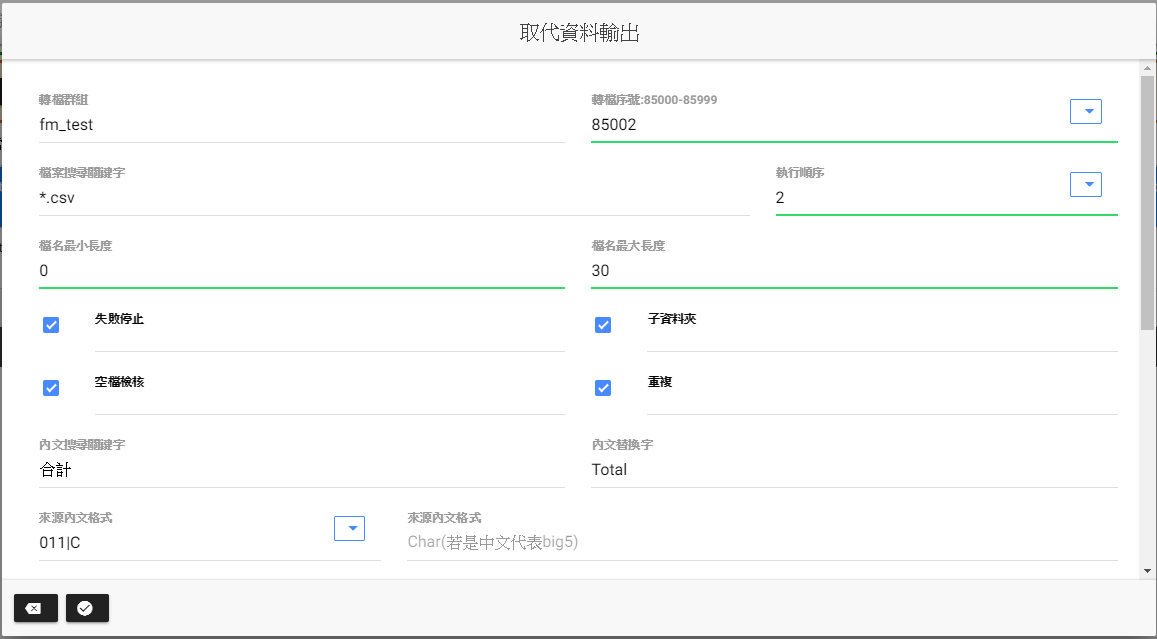 取代資料輸出
轉檔群組
轉檔序號:85000-85999
fm_test
85002
檔案搜尋關鍵字
執行順序
*.csv
2
檔名最小長度
檔名最大長度
0
30
失敗停止
子資料夾
空檔檢核
重複
內文搜尋關鍵字
內文替換字
合計
Total
來源內文格式
來源內文格式
011|C
Char(若是中文代表big5)